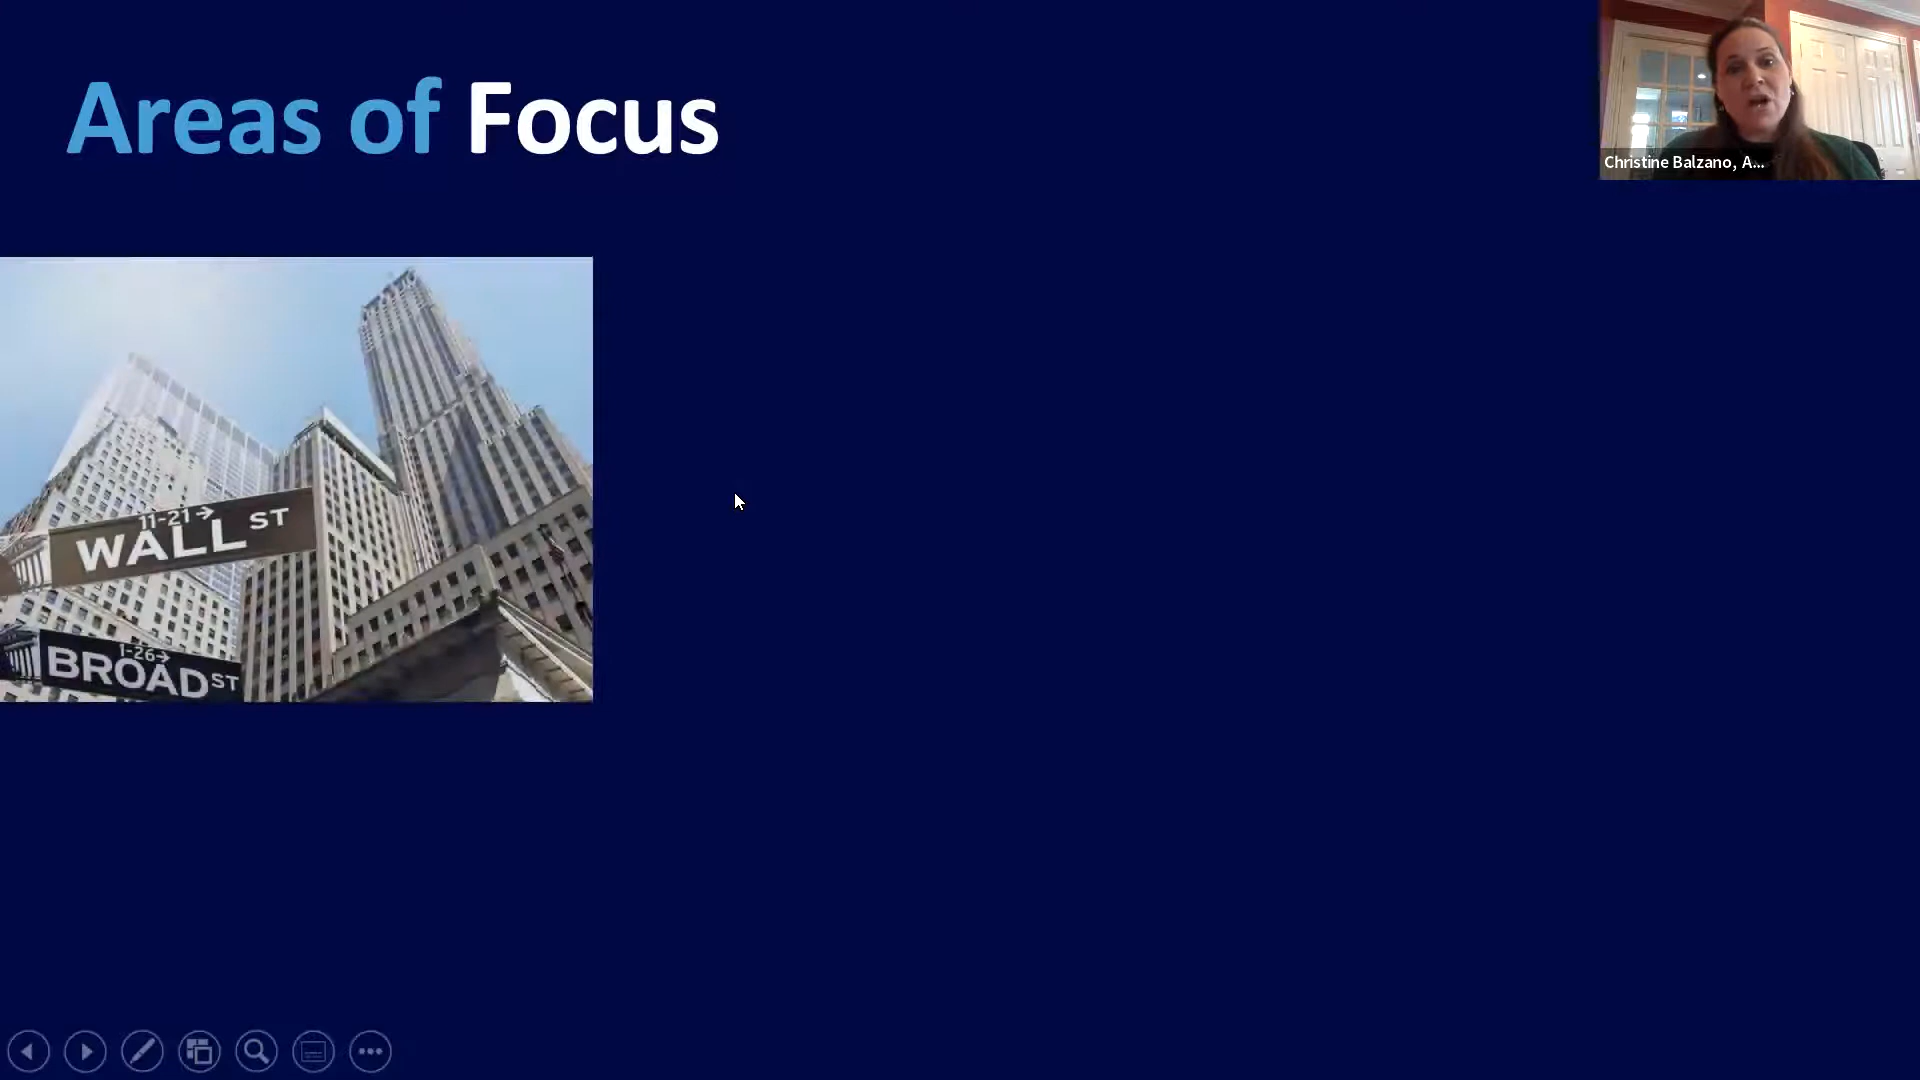 Areas of Focus
Christine Balzano, A...
11-21→
WALL ST
1-26→
BROAD ST